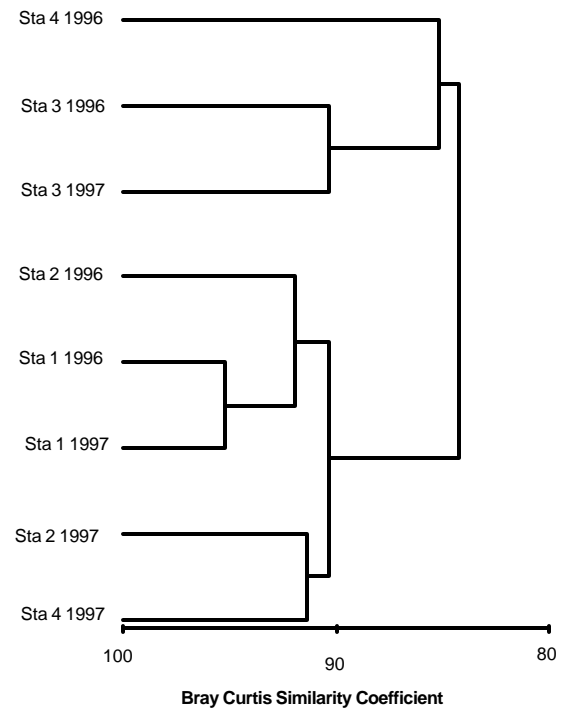 Sta 4 1996
Sta 3 1996
Sta 3 1997
Sta 2 1996
Sta 1 1996
Sta 1 1997
Sta 2 1997
Sta 4 1997
100 90 80
Bray Curtis Similarity Coefficient